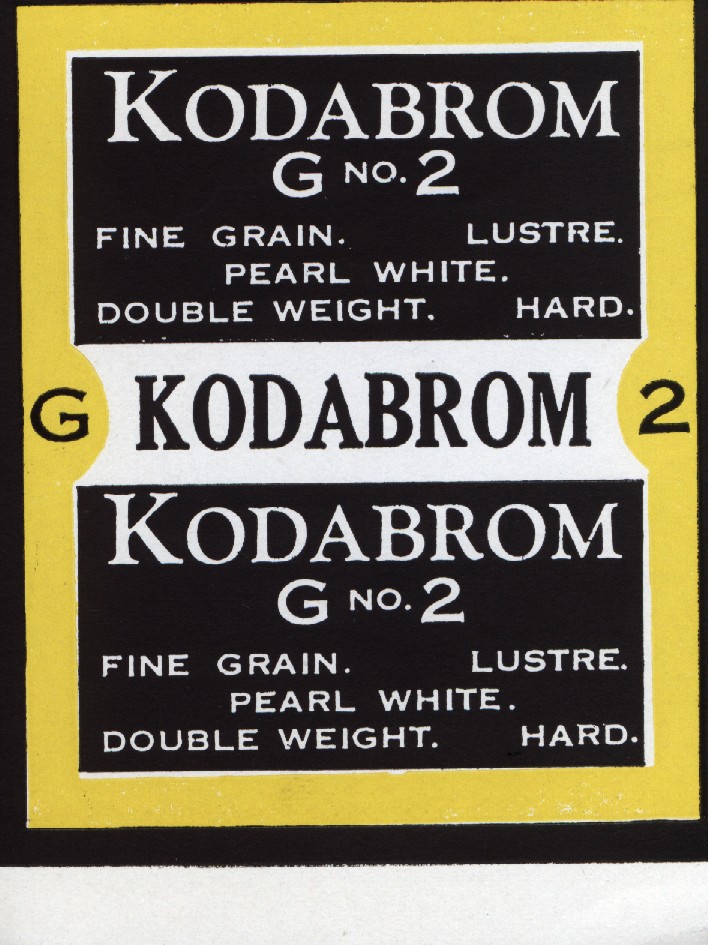 KODABROM
G NO. 2
FINE GRAIN. LUSTRE.
PEARL WHITE.
DOUBLE WEIGHT. HARD.
G KODABROM 2
KODABROM
G NO. 2
FINE GRAIN. LUSTRE.
PEARL WHITE.
DOUBLE WEIGHT. HARD.